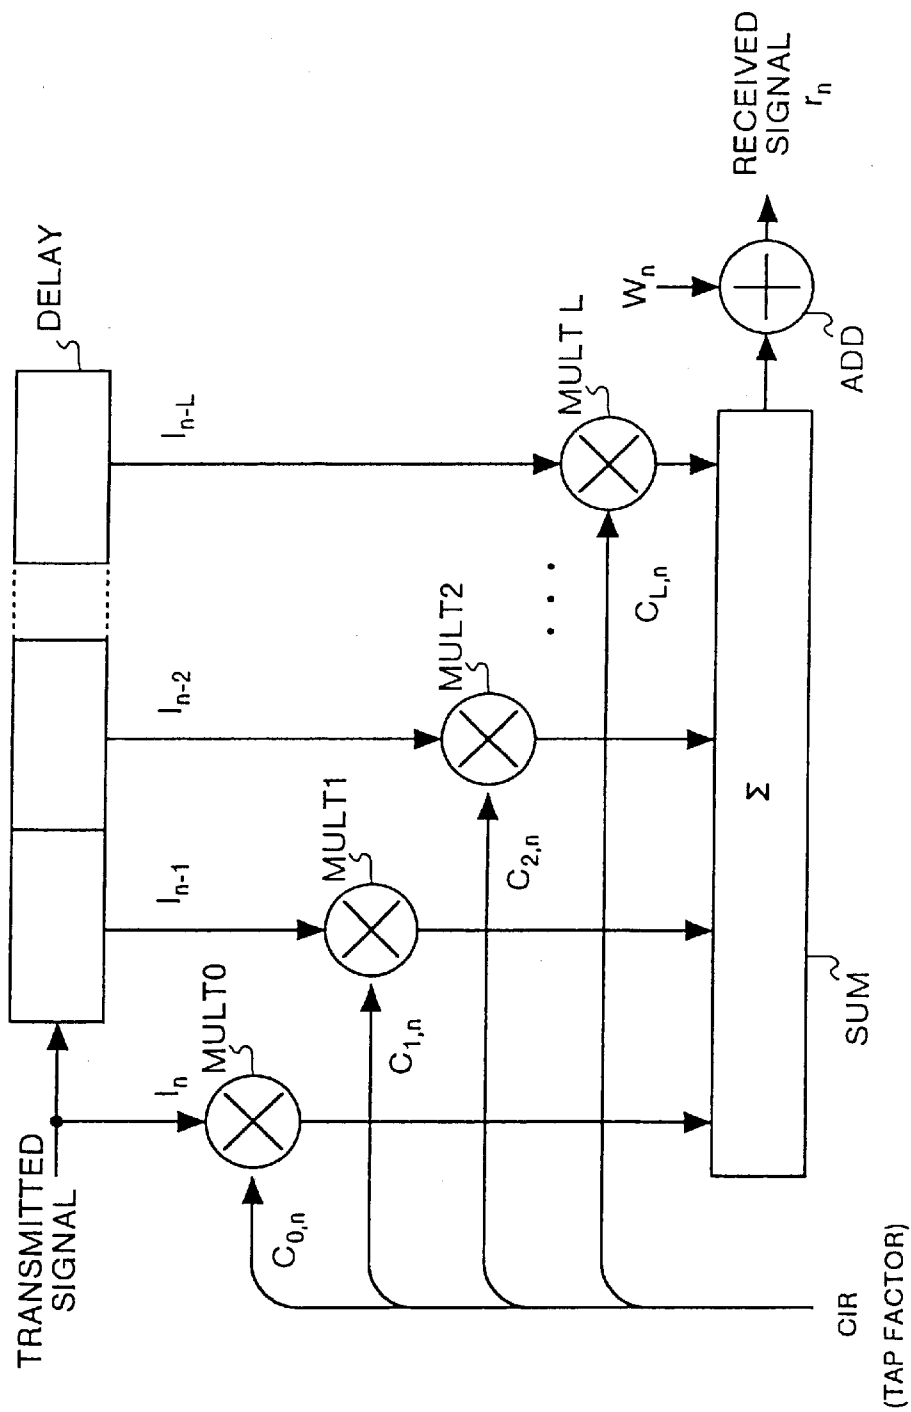 TRANSMITTED
SIGNAL
DELAY
I_n
I_{n-1}
I_{n-2}
I_{n-L}
MULT0
MULT1
MULT2
MULT L
C_{0,n}
C_{1,n}
C_{2,n}
C_{L,n}
. . .
W_n
Σ
SUM
ADD
RECEIVED
SIGNAL
r_n
CIR
(TAP FACTOR)